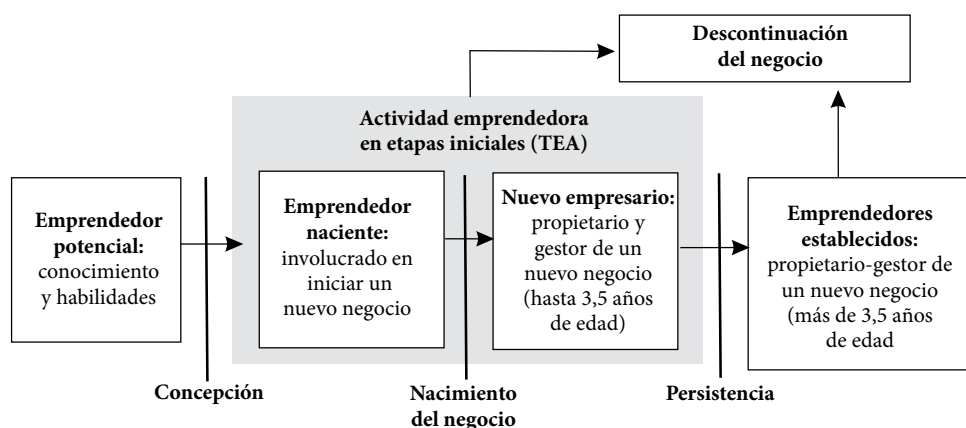 Descontinuación
del negocio
Actividad emprendedora
en etapas iniciales (TEA)
Emprendedor
potencial:
conocimiento
y habilidades
Emprendedor
naciente:
involucrado en
iniciar un
nuevo negocio
Nuevo empresario:
propietario y
gestor de un
nuevo negocio
(hasta 3,5 años
de edad)
Emprendedores
establecidos:
propietario-gestor de
un nuevo negocio
(más de 3,5 años
de edad
Concepción
Nacimiento
del negocio
Persistencia